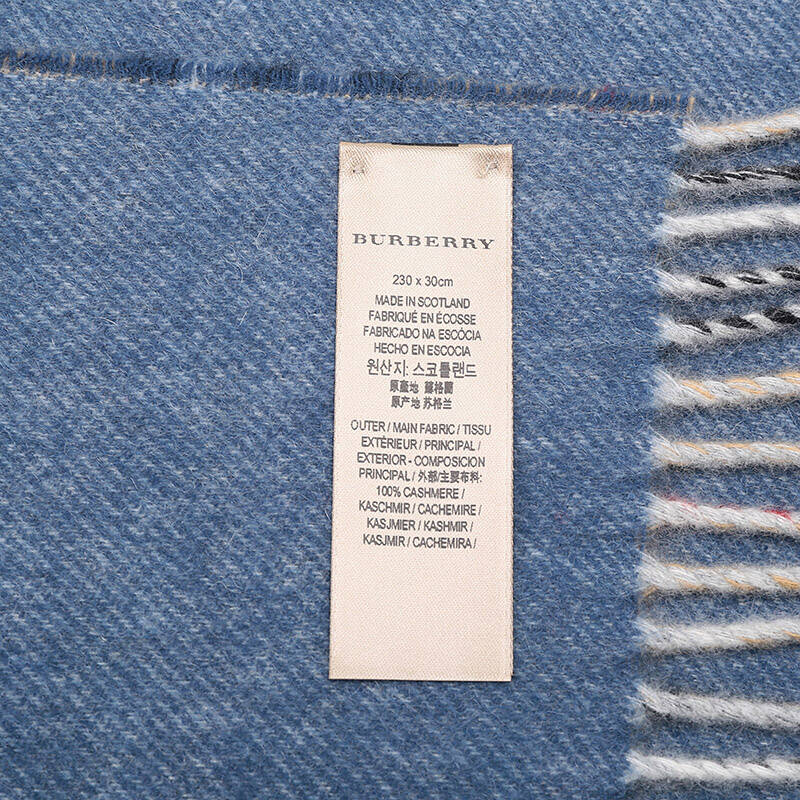 BURBERRY
230 x 30cm
MADE IN SCOTLAND
FABRIQUÉ EN ÉCOSSE
FABRICADO NA ESCÓCIA
HECHO EN ESCOCIA
원산지: 스코틀랜드
原產地 蘇格蘭
原产地 苏格兰
OUTER / MAIN FABRIC / TISSU
EXTÉRIEUR / PRINCIPAL /
EXTERIOR - COMPOSICIÓN
PRINCIPAL / 外部/主要布料:
100% CASHMERE /
KASCHMIR / CACHEMIRE /
KASJMIER / KASHMIR /
KASJMIR / CACHEMIRA /